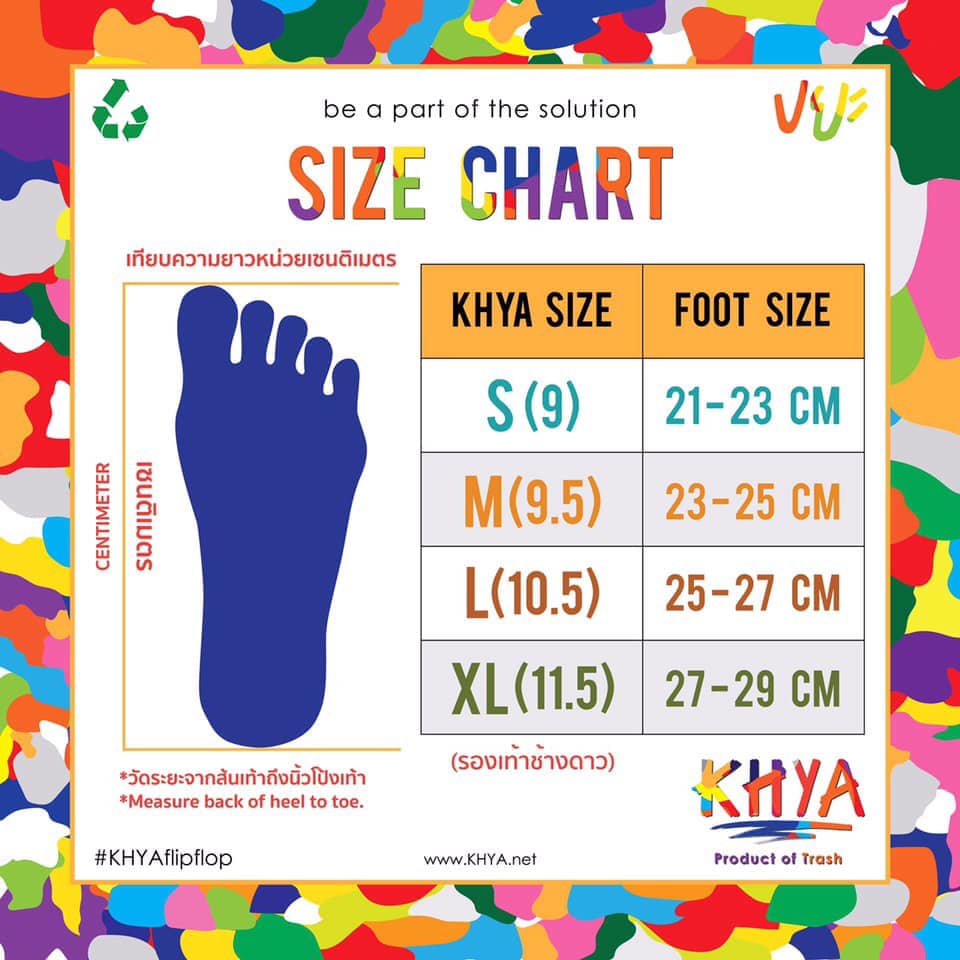 be a part of the solution
ขยะ
SIZE CHART
เทียบความยาวหน่วยเซนติเมตร
CENTIMETER
เซนติเมตร
KHYA SIZE FOOT SIZE
S (9) 21-23 CM
M (9.5) 23-25 CM
L (10.5) 25-27 CM
XL (11.5) 27-29 CM
(รองเท้าช้างดาว)
*วัดระยะจากส้นเท้าถึงนิ้วโป้งเท้า
*Measure back of heel to toe.
KHYA
Product of Trash
#KHYAflipflop
www.KHYA.net